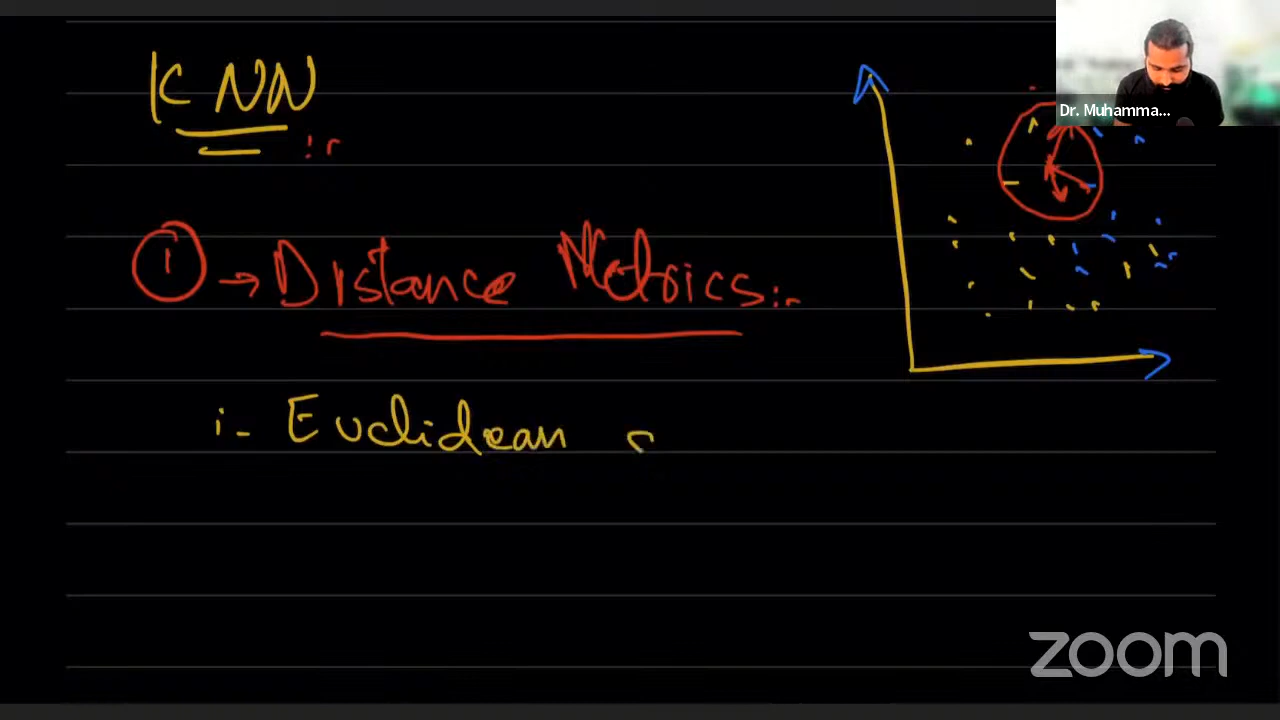 KNN :-
Dr. Muhamma...
① → Distance Metrics:-
i- Euclidean
zoom